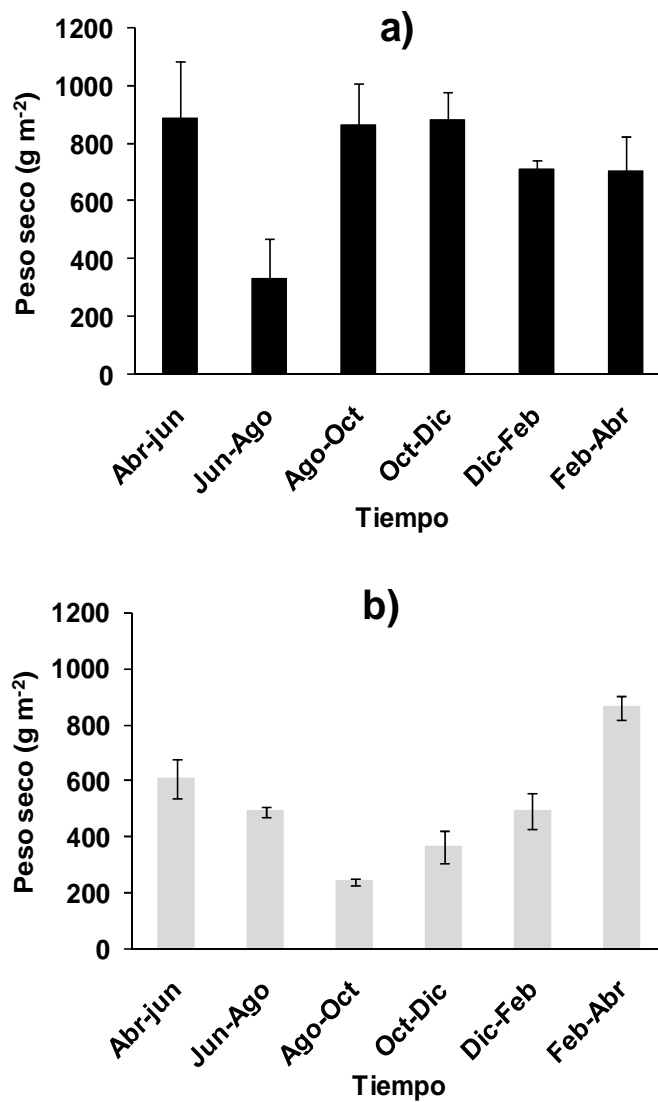 a)
Peso seco (g m-2)
1200
1000
800
600
400
200
0
Abr-jun
Jun-Ago
Ago-Oct
Oct-Dic
Dic-Feb
Feb-Abr
Tiempo
b)
Peso seco (g m-2)
1200
1000
800
600
400
200
0
Abr-jun
Jun-Ago
Ago-Oct
Oct-Dic
Dic-Feb
Feb-Abr
Tiempo